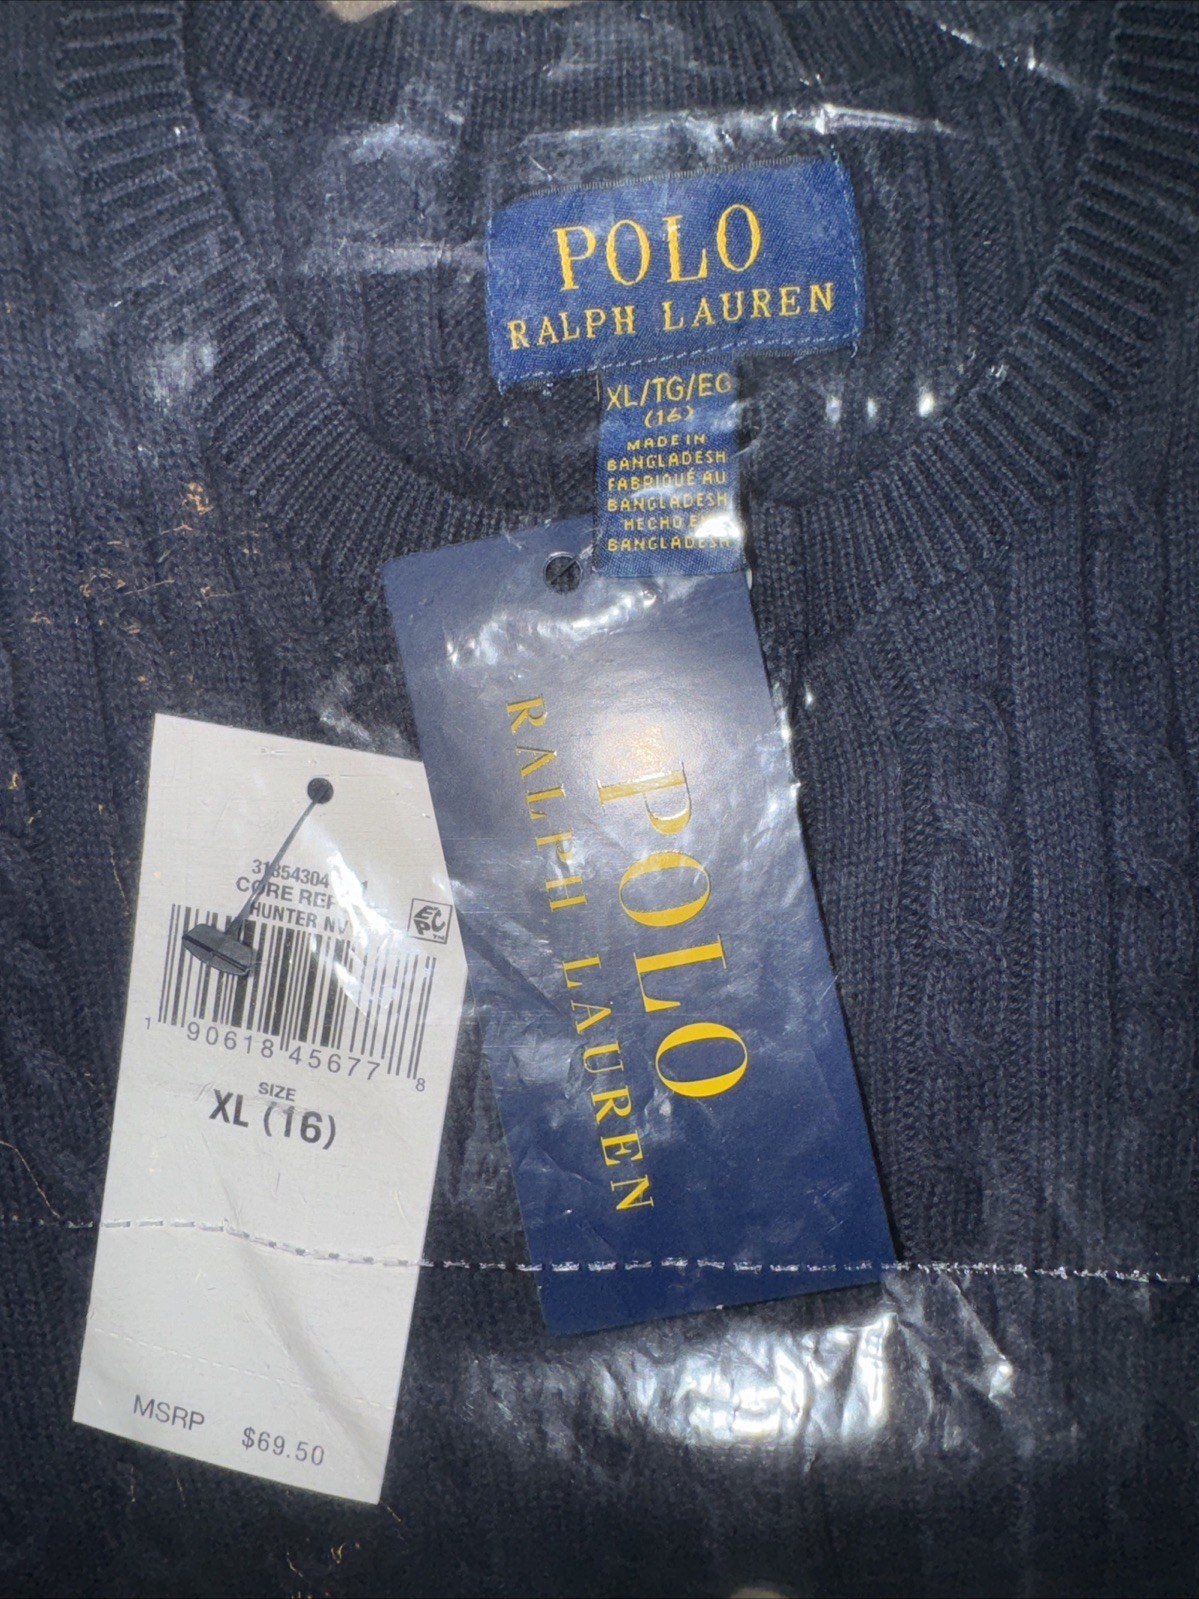 POLO
RALPH LAUREN
XL/TG/EG
(16)
MADE IN
BANGLADESH
FABRIQUÉ AU
BANGLADESH
HECHO EN
BANGLADESH
POLO
RALPH LAUREN
CORE
HUNTER NV
EPC™
1 90618 45677 8
SIZE
XL (16)
MSRP $69.50